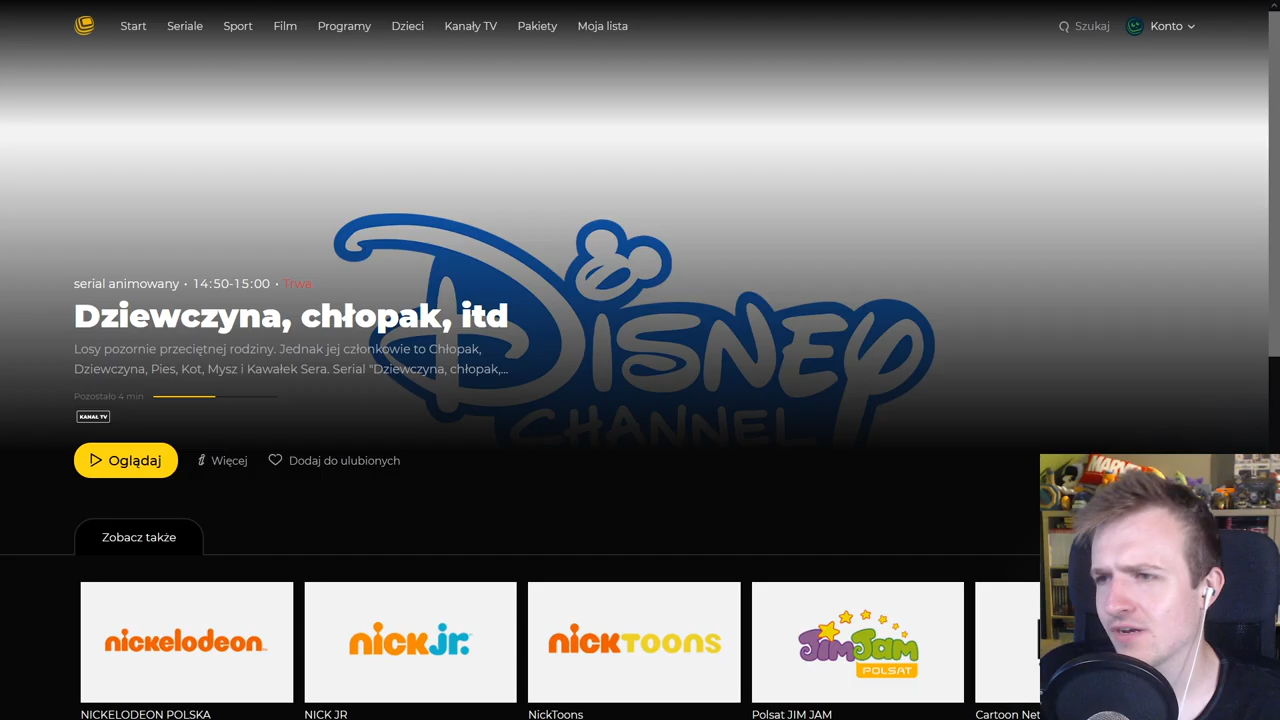 Start Seriale Sport Film Programy Dzieci Kanały TV Pakiety Moja lista Szukaj Konto
DISNEY
CHANNEL
serial animowany • 14:50-15:00 • Trwa
Dziewczyna, chłopak, itd
Losy pozornie przeciętnej rodziny. Jednak jej członkowie to Chłopak,
Dziewczyna, Pies, Kot, Mysz i Kawałek Sera. Serial "Dziewczyna, chłopak,...
Pozostało 4 min
KANAŁ TV
Oglądaj Więcej Dodaj do ulubionych
MARVEL
Zobacz także
nickelodeon nick jr. nicktoons JimJam
POLSAT
NICKELODEON POLSKA NICK JR NickToons Polsat JIM JAM Cartoon Net